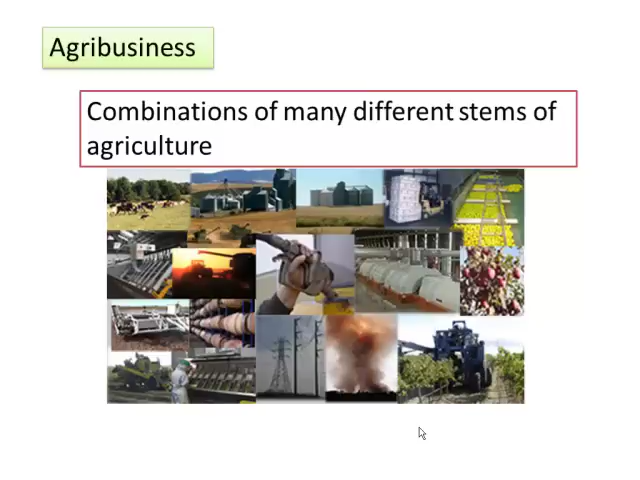 Agribusiness
Combinations of many different stems of
agriculture